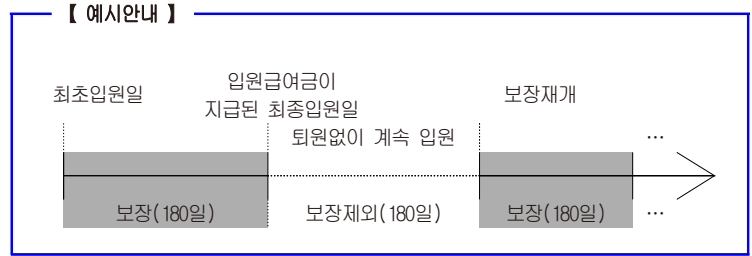 【 예시안내 】
최초입원일
입원급여금이
지급된 최종입원일
보장재개
퇴원없이 계속 입원
…
보장(180일)
보장제외(180일)
보장(180일)
…